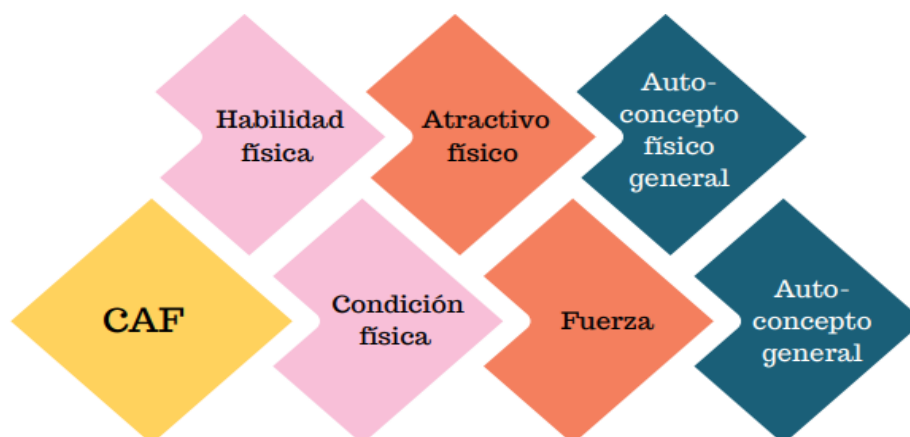 Habilidad
física
Atractivo
físico
Auto-
concepto
físico
general
CAF
Condición
física
Fuerza
Auto-
concepto
general